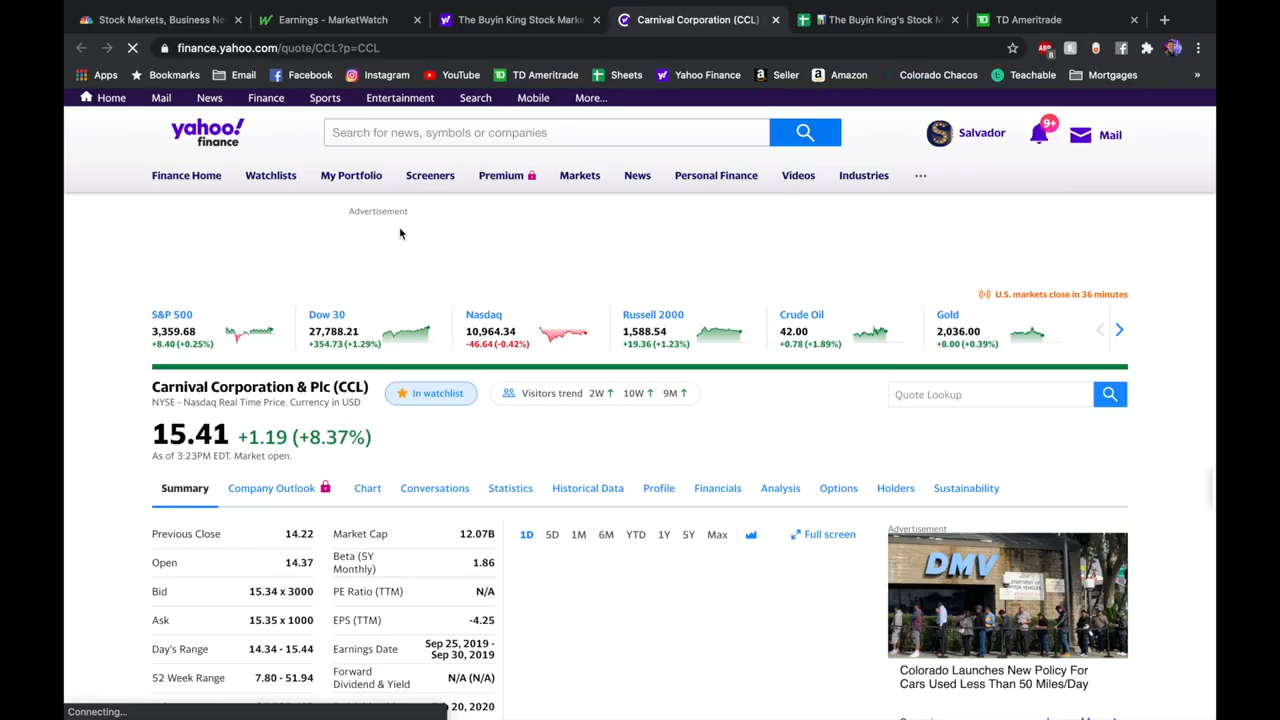 Stock Markets, Business Ne
Earnings - MarketWatch
The Buyin King Stock Marke
Carnival Corporation (CCL)
The Buyin King's Stock M
TD Ameritrade
finance.yahoo.com/quote/CCL?p=CCL
ABP
8
Apps
Bookmarks
Email
Facebook
Instagram
YouTube
TD Ameritrade
Sheets
Yahoo Finance
Seller
Amazon
Colorado Chacos
Teachable
Mortgages
»
Home
Mail
News
Finance
Sports
Entertainment
Search
Mobile
More...
yahoo!
finance
Search for news, symbols or companies
Salvador
9+
Mail
Finance Home
Watchlists
My Portfolio
Screeners
Premium
Markets
News
Personal Finance
Videos
Industries
Advertisement
U.S. markets close in 36 minutes
S&P 500
3,359.68
+8.40 (+0.25%)
Dow 30
27,788.21
+354.73 (+1.29%)
Nasdaq
10,964.34
-46.64 (-0.42%)
Russell 2000
1,588.54
+19.36 (+1.23%)
Crude Oil
42.00
+0.78 (+1.89%)
Gold
2,036.00
+8.00 (+0.39%)
Carnival Corporation & Plc (CCL)
NYSE - Nasdaq Real Time Price. Currency in USD
In watchlist
Visitors trend 2W↑ 10W↑ 9M↑
Quote Lookup
15.41 +1.19 (+8.37%)
As of 3:23PM EDT. Market open.
Summary
Company Outlook
Chart
Conversations
Statistics
Historical Data
Profile
Financials
Analysis
Options
Holders
Sustainability
Previous Close 14.22
Open 14.37
Bid 15.34 x 3000
Ask 15.35 x 1000
Day's Range 14.34 - 15.44
52 Week Range 7.80 - 51.94
Market Cap 12.07B
Beta (5Y
Monthly) 1.86
PE Ratio (TTM) N/A
EPS (TTM) -4.25
Earnings Date Sep 25, 2019 -
Sep 30, 2019
Forward
Dividend & Yield N/A (N/A)
20, 2020
1D 5D 1M 6M YTD 1Y 5Y Max
Full screen
Advertisement
DMV
Colorado Launches New Policy For
Cars Used Less Than 50 Miles/Day
Connecting...